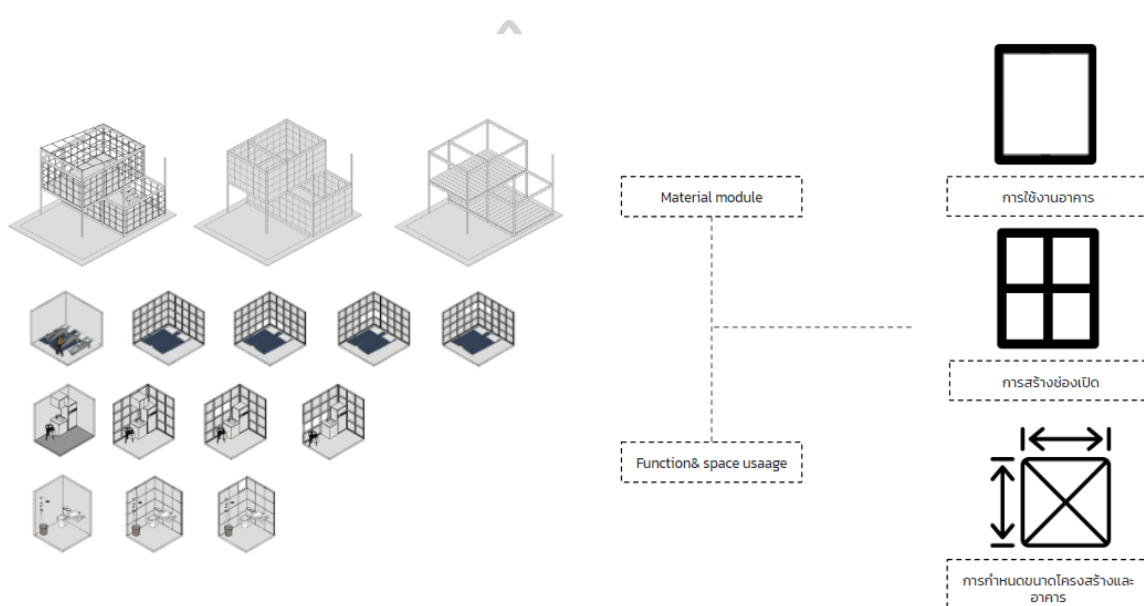 Material module
Function& space usaage
การใช้งานอาคาร
การสร้างช่องเปิด
การกำหนดขนาดโครงสร้างและ
อาคาร